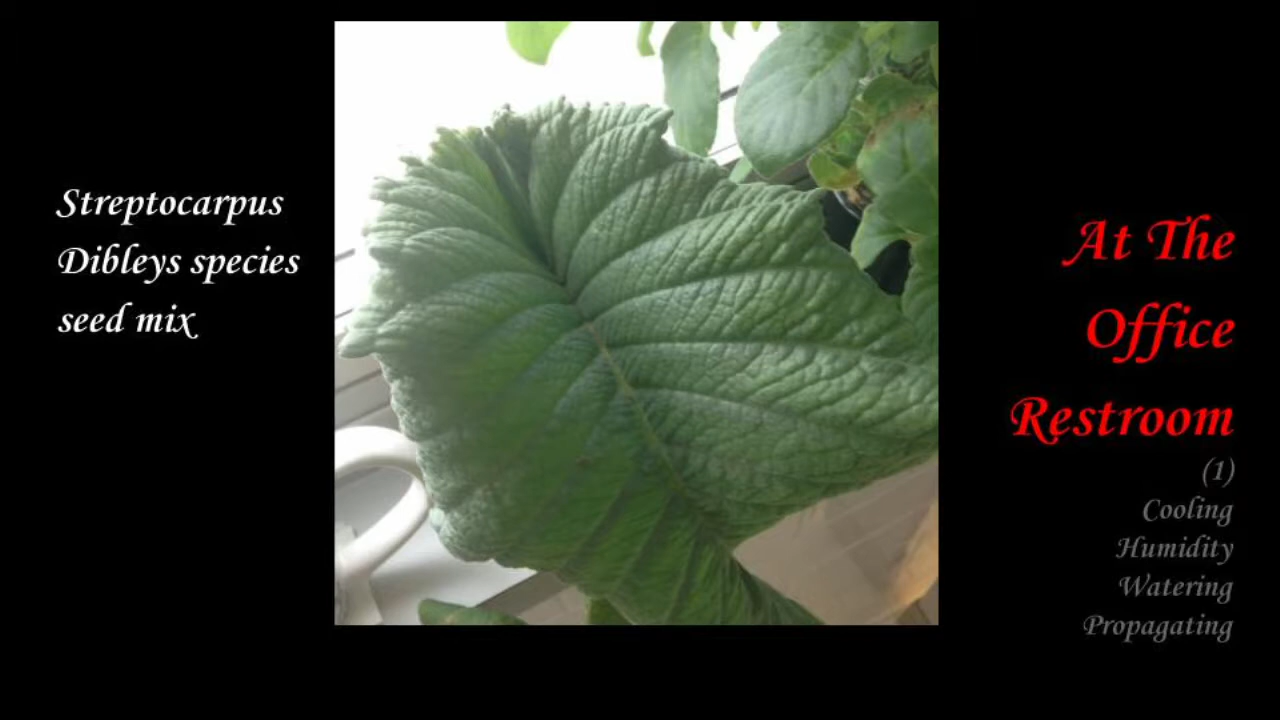 Streptocarpus
Dibleys species
seed mix
At The
Office
Restroom
(1)
Cooling
Humidity
Watering
Propagating